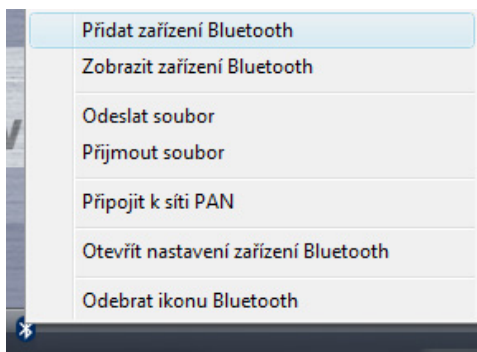 Přidat zařízení Bluetooth
Zobrazit zařízení Bluetooth
Odeslat soubor
Přijmout soubor
Připojit k síti PAN
Otevřít nastavení zařízení Bluetooth
Odebrat ikonu Bluetooth